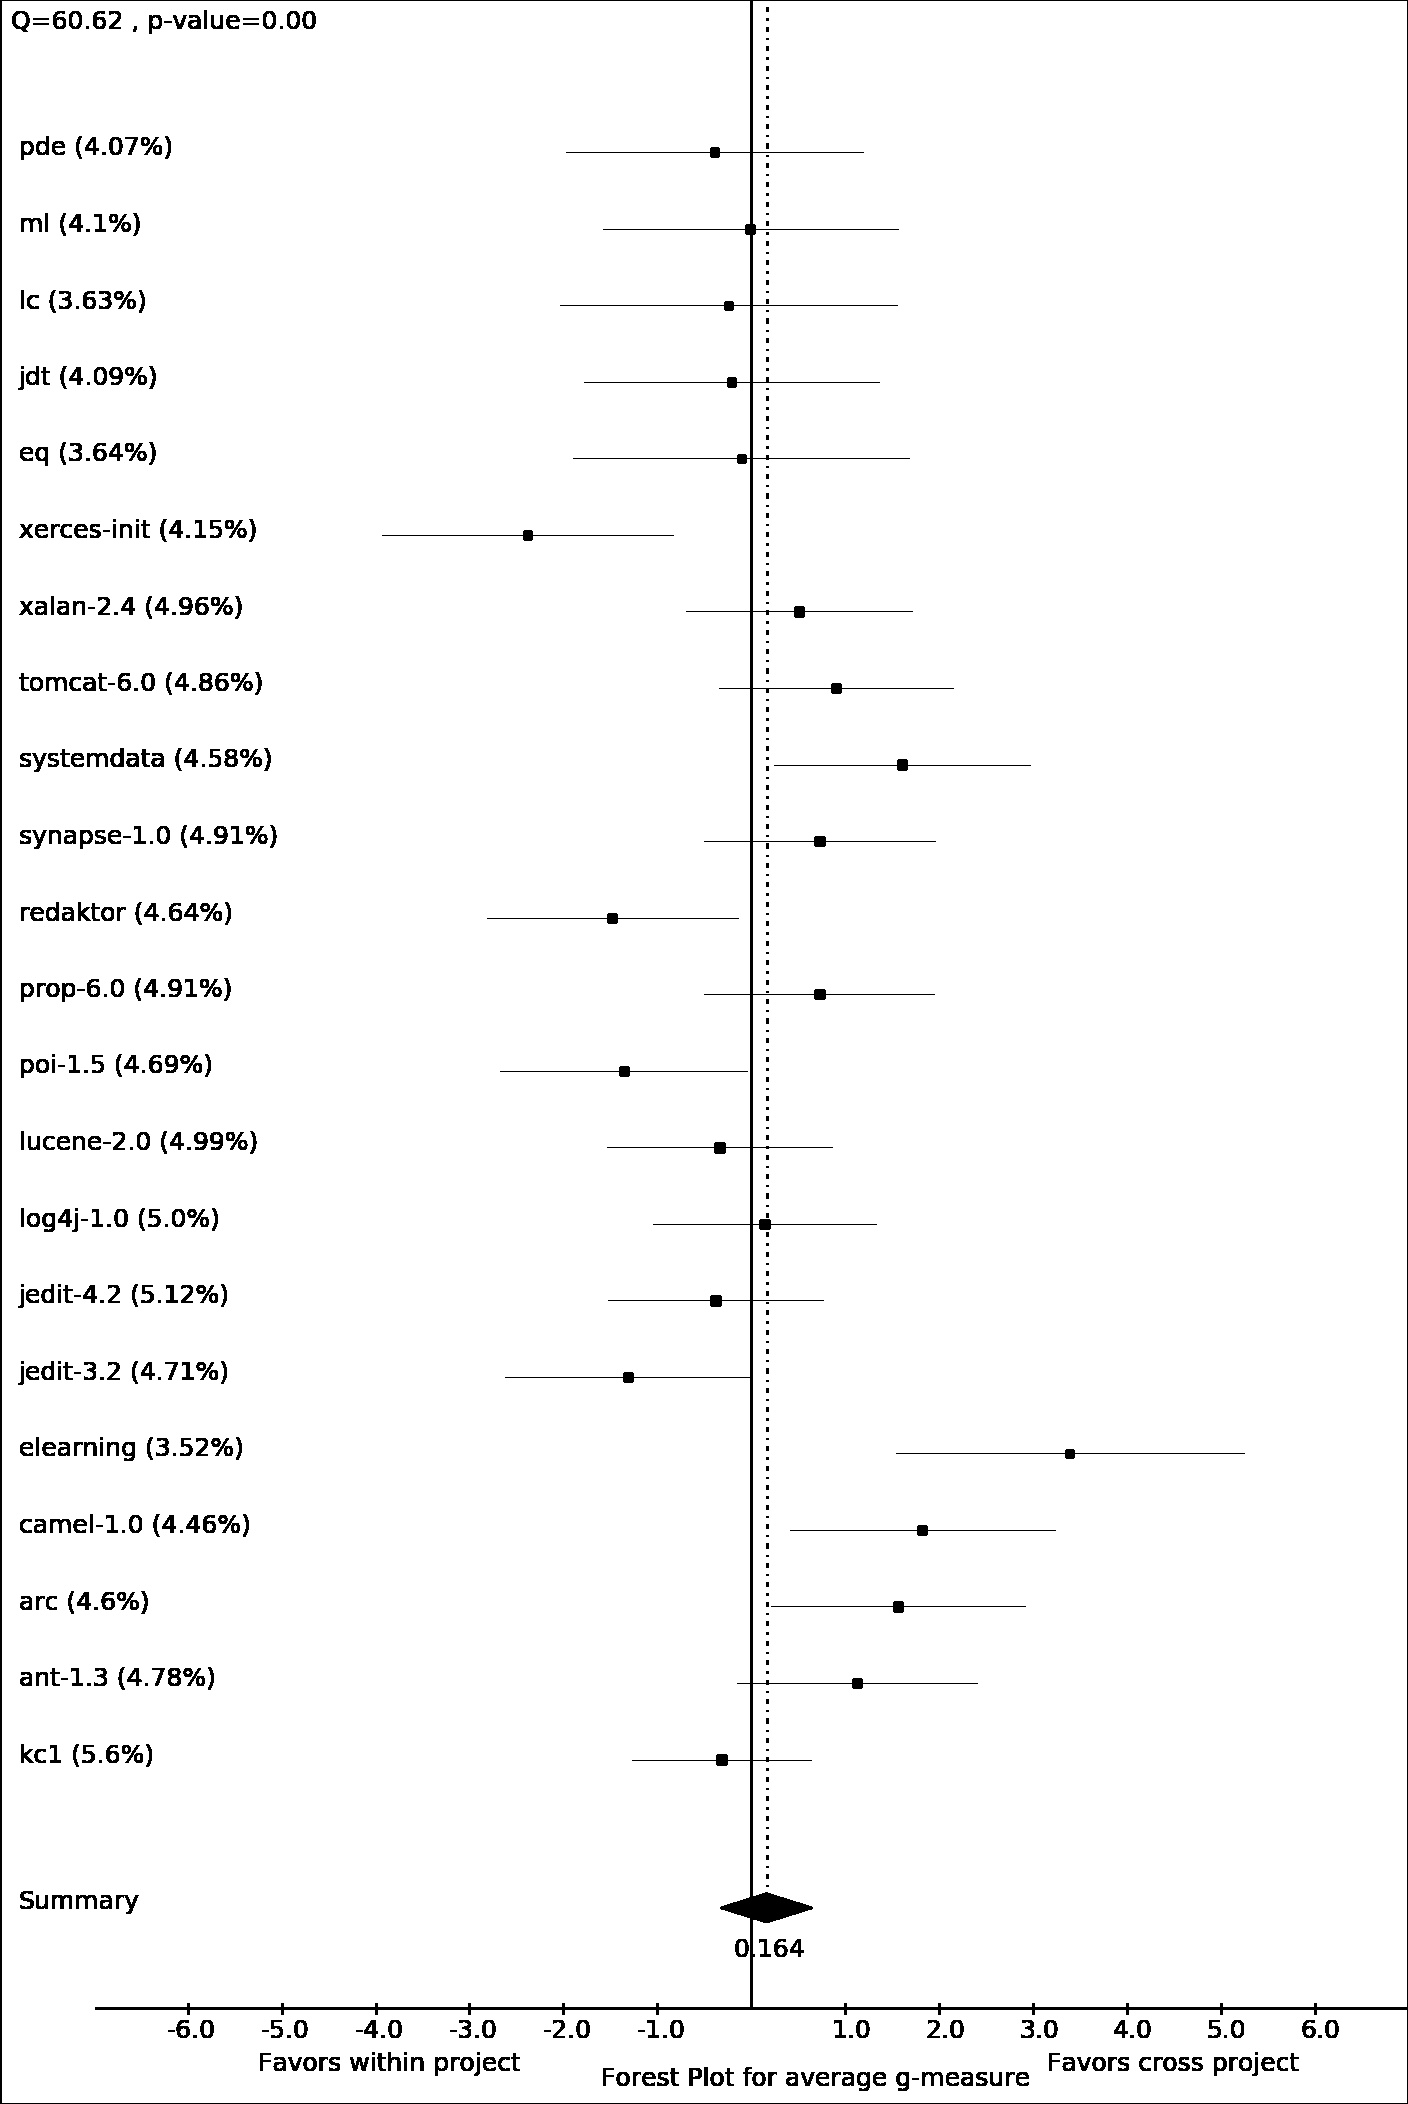 Q=60.62 , p-value=0.00
pde (4.07%)
ml (4.1%)
lc (3.63%)
jdt (4.09%)
eq (3.64%)
xerces-init (4.15%)
xalan-2.4 (4.96%)
tomcat-6.0 (4.86%)
systemdata (4.58%)
synapse-1.0 (4.91%)
redaktor (4.64%)
prop-6.0 (4.91%)
poi-1.5 (4.69%)
lucene-2.0 (4.99%)
log4j-1.0 (5.0%)
jedit-4.2 (5.12%)
jedit-3.2 (4.71%)
elearning (3.52%)
camel-1.0 (4.46%)
arc (4.6%)
ant-1.3 (4.78%)
kc1 (5.6%)
Summary
0.164
-6.0 -5.0 -4.0 -3.0 -2.0 -1.0 1.0 2.0 3.0 4.0 5.0 6.0
Favors within project Favors cross project
Forest Plot for average g-measure